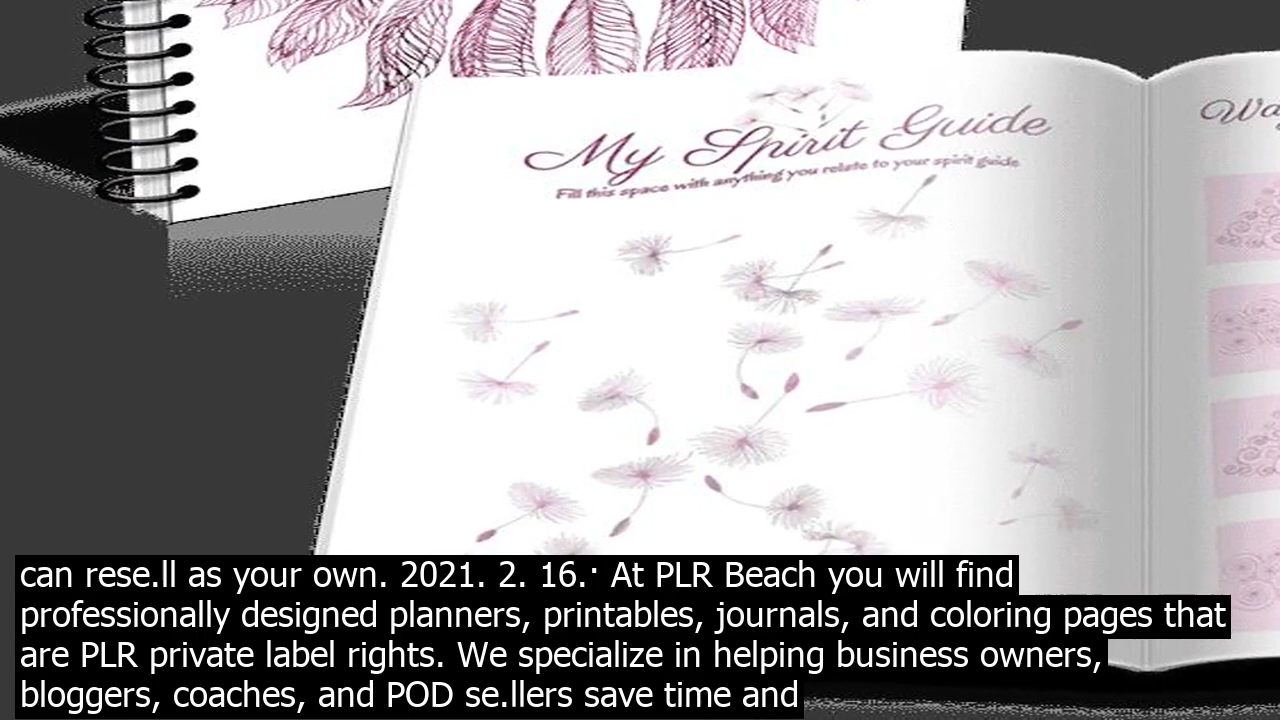 My Spirit Guide
Fill this space with anything you relate to your spirit guide
can rese.ll as your own. 2021. 2. 16.· At PLR Beach you will find
professionally designed planners, printables, journals, and coloring pages that
are PLR private label rights. We specialize in helping business owners,
bloggers, coaches, and POD se.llers save time and